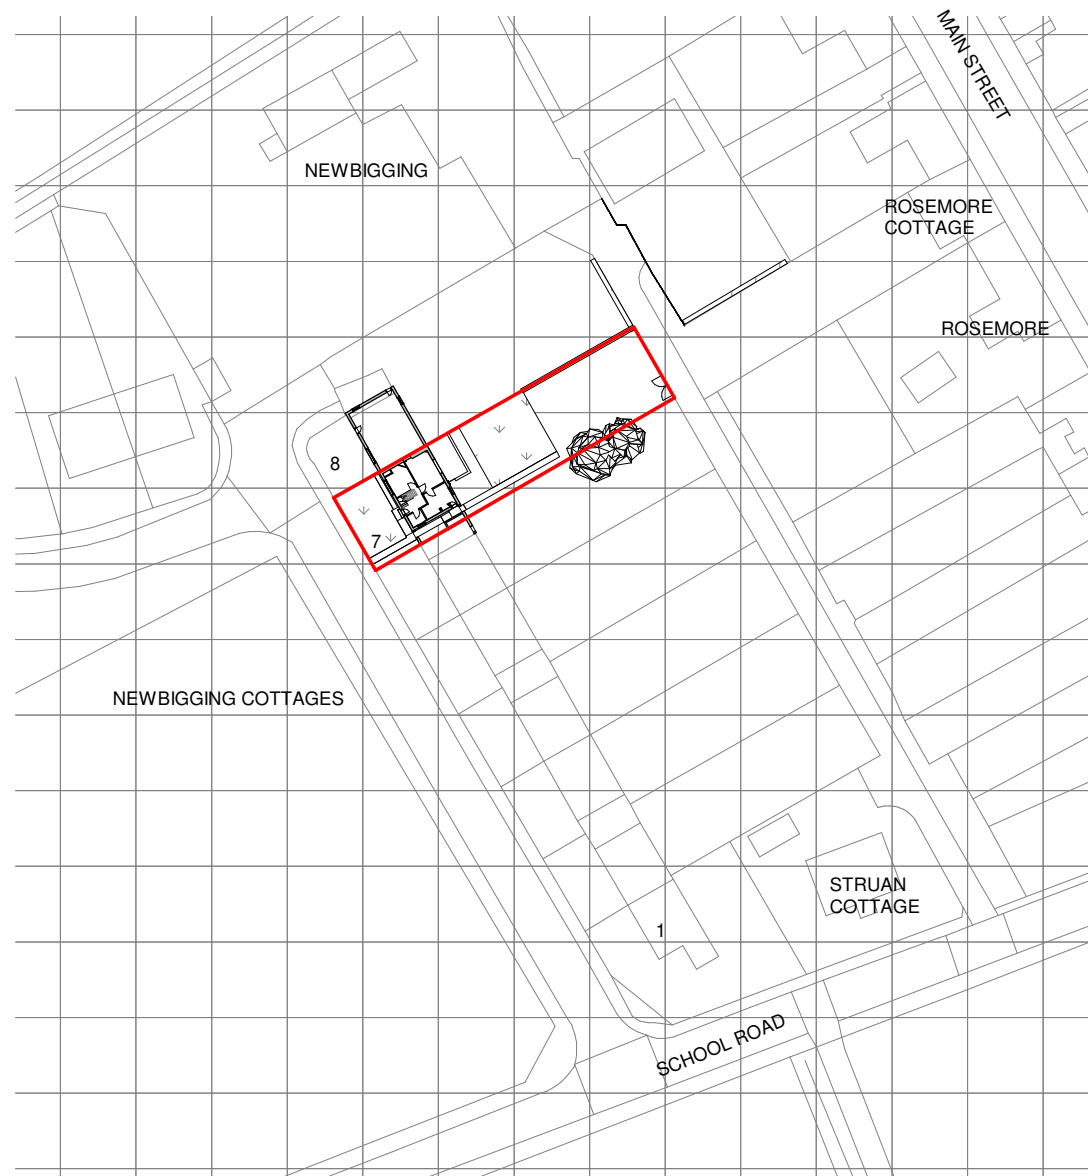 MAIN STREET
NEWBIGGING
ROSEMORE
COTTAGE
ROSEMORE
8
7
NEWBIGGING COTTAGES
STRUAN
COTTAGE
1
SCHOOL ROAD